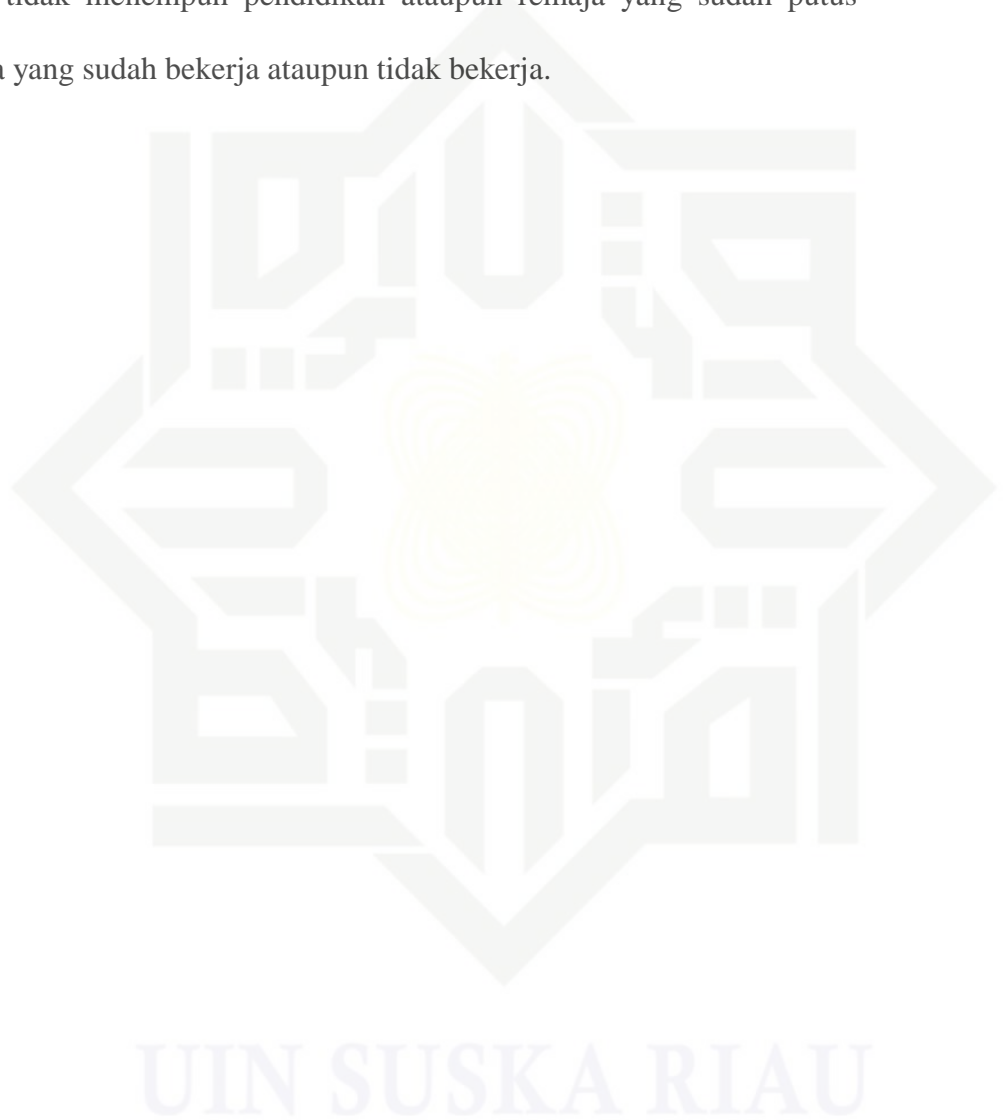 tidak menempuh pendidikan ataupun remaja yang sudah putus
yang sudah bekerja ataupun tidak bekerja.
UIN SUSKA RIAU